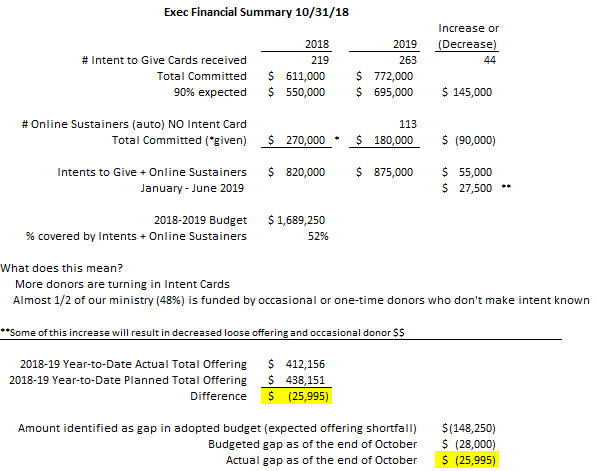 Exec Financial Summary 10/31/18
Increase or
2018 2019 (Decrease)
# Intent to Give Cards received 219 263 44
Total Committed $ 611,000 $ 772,000
90% expected $ 550,000 $ 695,000 $ 145,000
# Online Sustainers (auto) NO Intent Card 113
Total Committed (*given) $ 270,000 * $ 180,000 $ (90,000)
Intents to Give + Online Sustainers $ 820,000 $ 875,000 $ 55,000
January - June 2019 $ 27,500 **
2018-2019 Budget $ 1,689,250
% covered by Intents + Online Sustainers 52%
What does this mean?
More donors are turning in Intent Cards
Almost 1/2 of our ministry (48%) is funded by occasional or one-time donors who don't make intent known
**Some of this increase will result in decreased loose offering and occasional donor $$
2018-19 Year-to-Date Actual Total Offering $ 412,156
2018-19 Year-to-Date Planned Total Offering $ 438,151
Difference $ (25,995)
Amount identified as gap in adopted budget (expected offering shortfall) $(148,250)
Budgeted gap as of the end of October $ (28,000)
Actual gap as of the end of October $ (25,995)